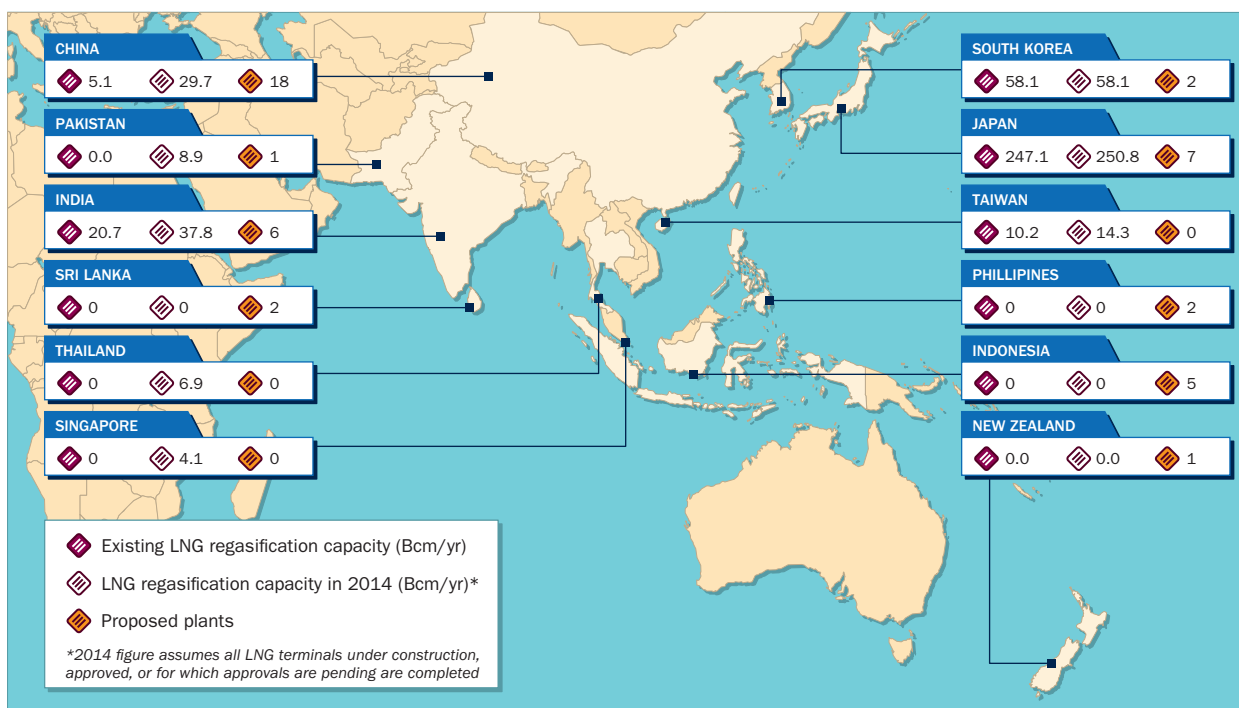 CHINA
5.1 29.7 18
PAKISTAN
0.0 8.9 1
INDIA
20.7 37.8 6
SRI LANKA
0 0 2
THAILAND
0 6.9 0
SINGAPORE
0 4.1 0
SOUTH KOREA
58.1 58.1 2
JAPAN
247.1 250.8 7
TAIWAN
10.2 14.3 0
PHILLIPINES
0 0 2
INDONESIA
0 0 5
NEW ZEALAND
0.0 0.0 1
Existing LNG regasification capacity (Bcm/yr)
LNG regasification capacity in 2014 (Bcm/yr)*
Proposed plants
*2014 figure assumes all LNG terminals under construction,
approved, or for which approvals are pending are completed